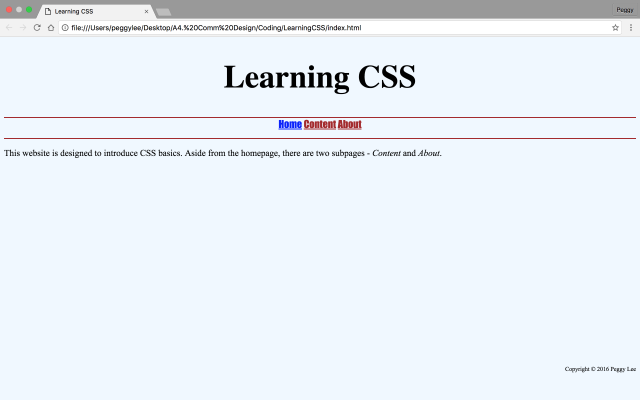 Learning CSS
Peggy
file:///Users/peggylee/Desktop/A4.%20Comm%20Design/Coding/LearningCSS/index.html
Learning CSS
Home Content About
This website is designed to introduce CSS basics. Aside from the homepage, there are two subpages - Content and About.
Copyright © 2016 Peggy Lee